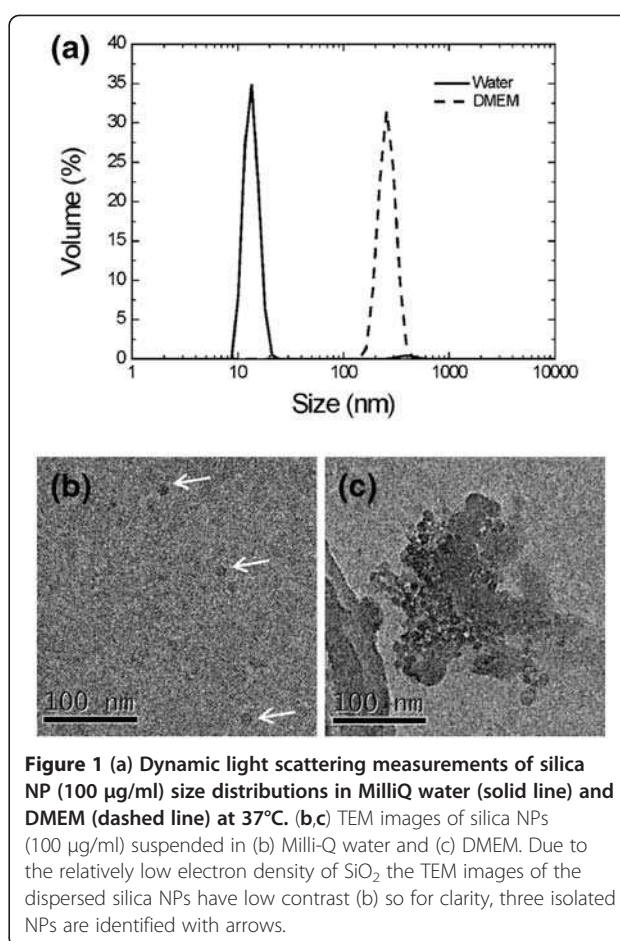 (a)
40
35
30
25
20
15
10
5
0
Volume (%)
Water
DMEM
1 10 100 1000 10000
Size (nm)
(b)
100 nm
(c)
100 nm
Figure 1 (a) Dynamic light scattering measurements of silica
NP (100 μg/ml) size distributions in MilliQ water (solid line) and
DMEM (dashed line) at 37°C. (b,c) TEM images of silica NPs
(100 μg/ml) suspended in (b) Milli-Q water and (c) DMEM. Due to
the relatively low electron density of SiO₂ the TEM images of the
dispersed silica NPs have low contrast (b) so for clarity, three isolated
NPs are identified with arrows.